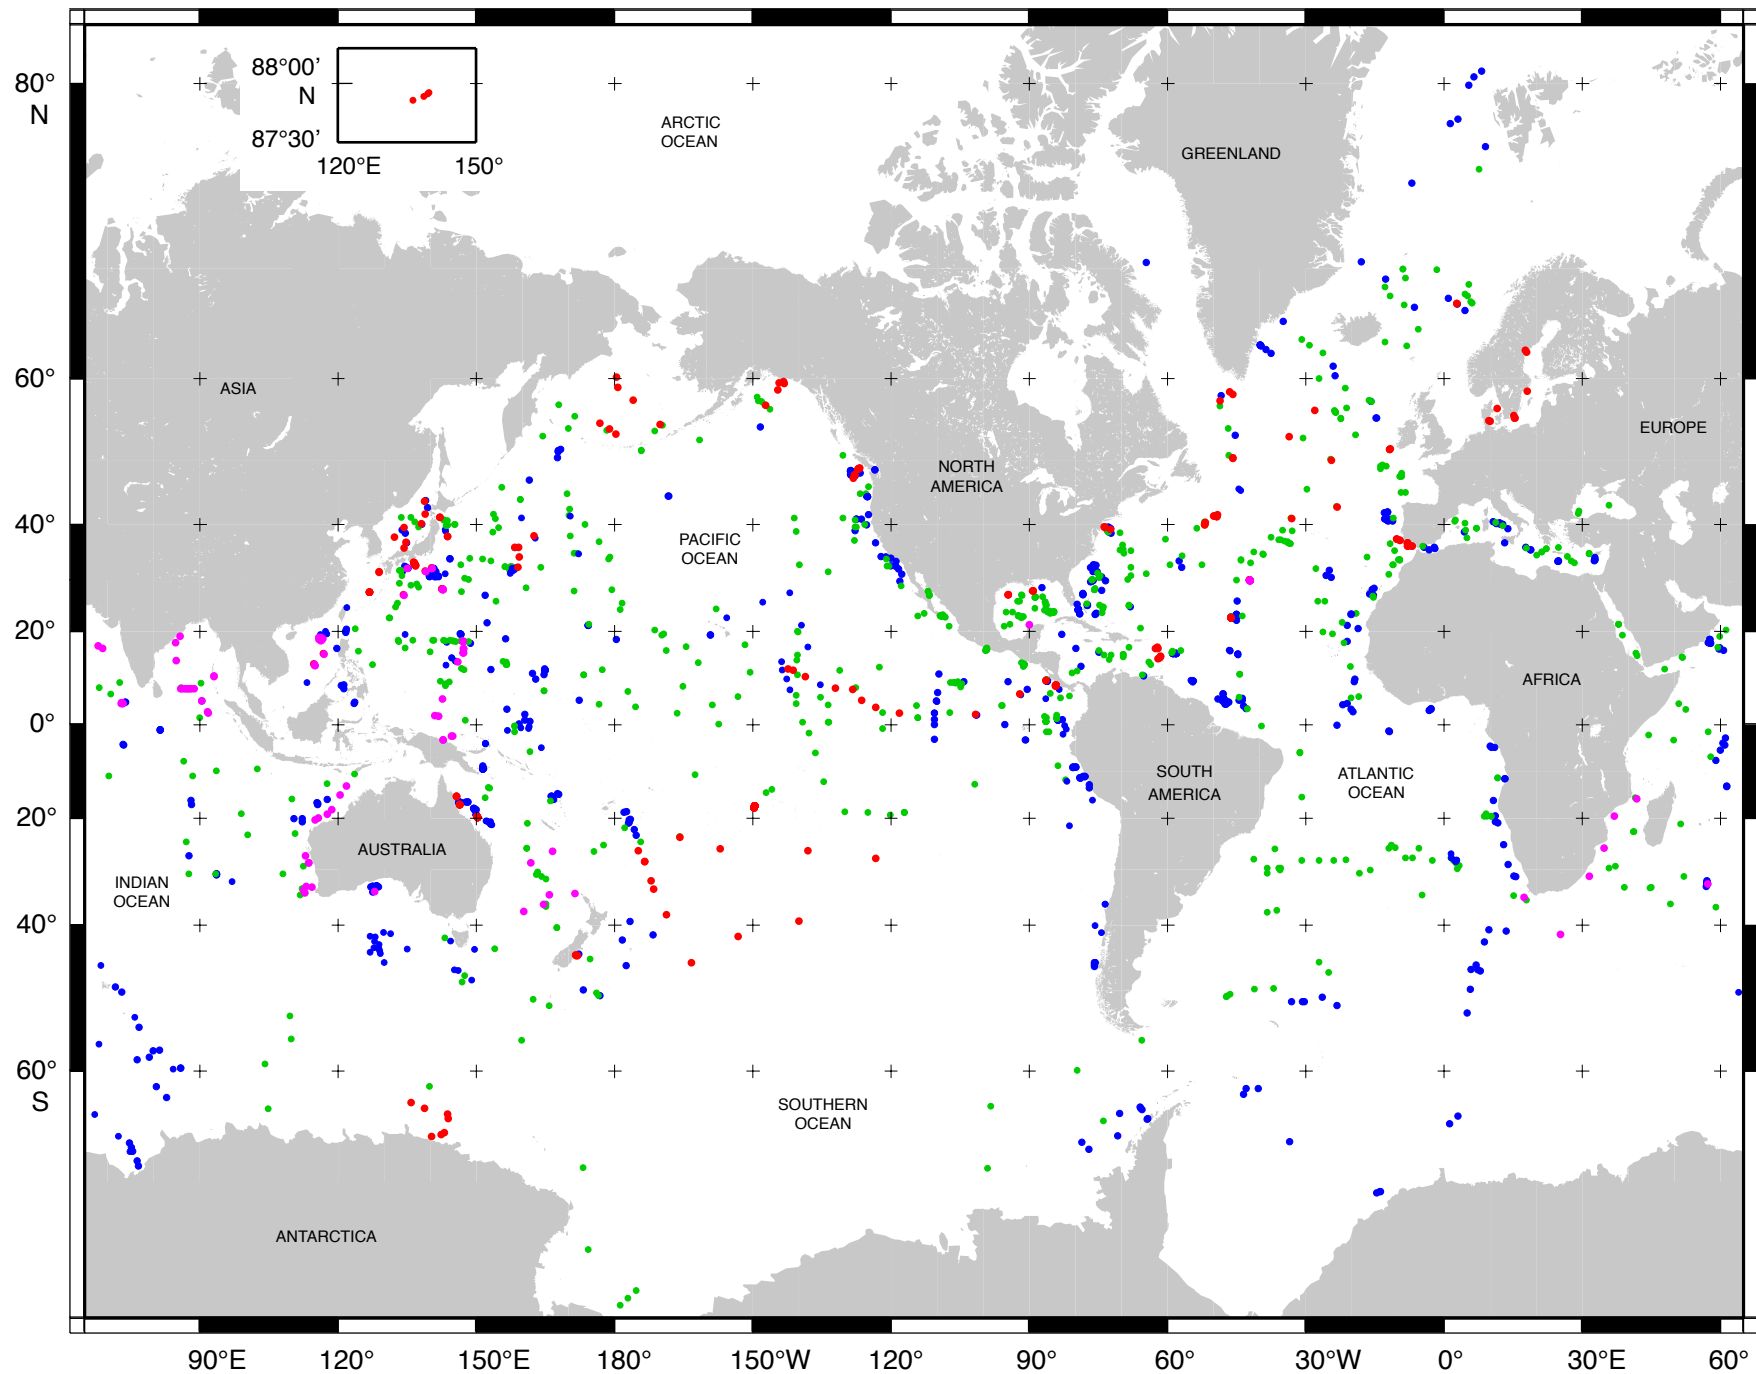 88°00'
N
87°30'
120°E 150°
80°
N
ARCTIC
OCEAN
GREENLAND
60°
ASIA
EUROPE
NORTH
AMERICA
40°
PACIFIC
OCEAN
20°
AFRICA
0°
SOUTH
AMERICA
ATLANTIC
OCEAN
20°
AUSTRALIA
INDIAN
OCEAN
40°
60°
S
SOUTHERN
OCEAN
ANTARCTICA
90°E 120° 150°E 180° 150°W 120° 90° 60° 30°W 0° 30°E 60°